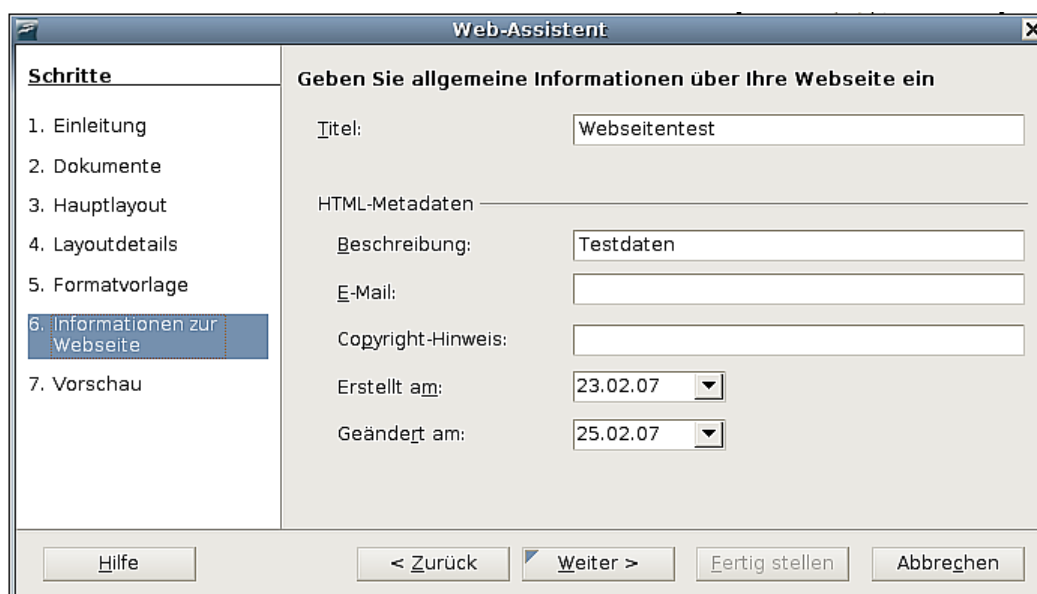 Web-Assistent
Schritte
1. Einleitung
2. Dokumente
3. Hauptlayout
4. Layoutdetails
5. Formatvorlage
6. Informationen zur
Webseite
7. Vorschau
Geben Sie allgemeine Informationen über Ihre Webseite ein
Titel: Webseitentest
HTML-Metadaten
Beschreibung: Testdaten
E-Mail:
Copyright-Hinweis:
Erstellt am: 23.02.07
Geändert am: 25.02.07
Hilfe < Zurück Weiter > Fertig stellen Abbrechen